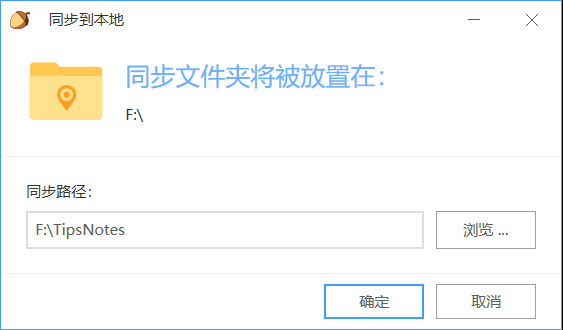 同步到本地
同步文件夹将被放置在：
F:\
同步路径：
F:\TipsNotes
浏览 ...
确定
取消